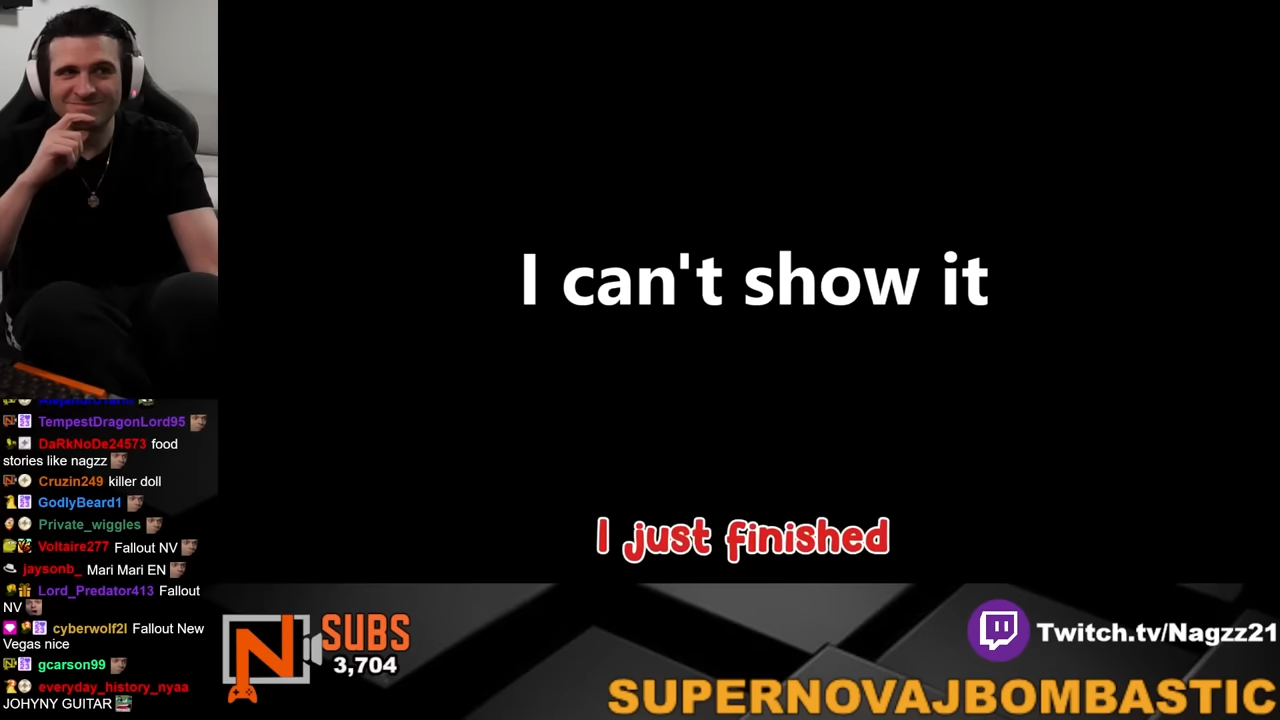 I can't show it
I just finished
TempestDragonLord95
DaRkNoDe24573 food
stories like nagzz
Cruzin249 killer doll
GodlyBeard1
Private_wiggles
Voltaire277 Fallout NV
jaysonb_ Mari Mari EN
Lord_Predator413 Fallout
NV
cyberwolf2l Fallout New
Vegas nice
gcarson99
everyday_history_nyaa
JOHYNY GUITAR
N SUBS
3,704
Twitch.tv/Nagzz21
SUPERNOVAJBOMBASTIC